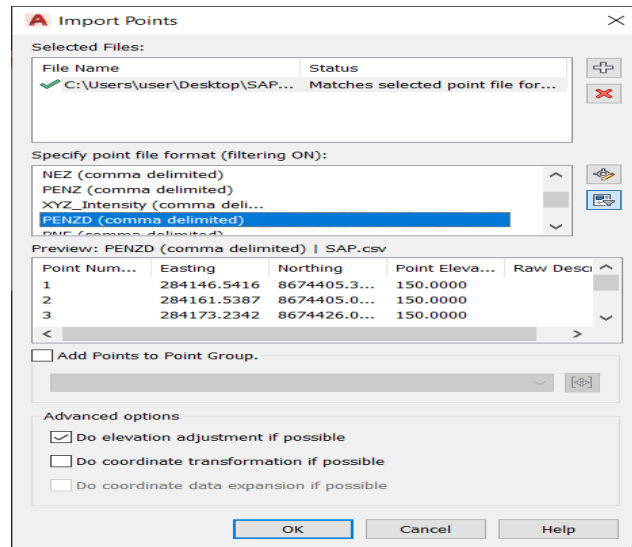 Import Points
Selected Files:
File Name Status
C:\Users\user\Desktop\SAP... Matches selected point file for...
Specify point file format (filtering ON):
NEZ (comma delimited)
PENZ (comma delimited)
XYZ_Intensity (comma deli...
PENZD (comma delimited)
PNE (comma delimited)
Preview: PENZD (comma delimited) | SAP.csv
Point Num... Easting Northing Point Eleva... Raw Descr
1 284146.5416 8674405.3... 150.0000
2 284161.5387 8674405.0... 150.0000
3 284173.2342 8674426.0... 150.0000
Add Points to Point Group.
Advanced options
Do elevation adjustment if possible
Do coordinate transformation if possible
Do coordinate data expansion if possible
OK Cancel Help